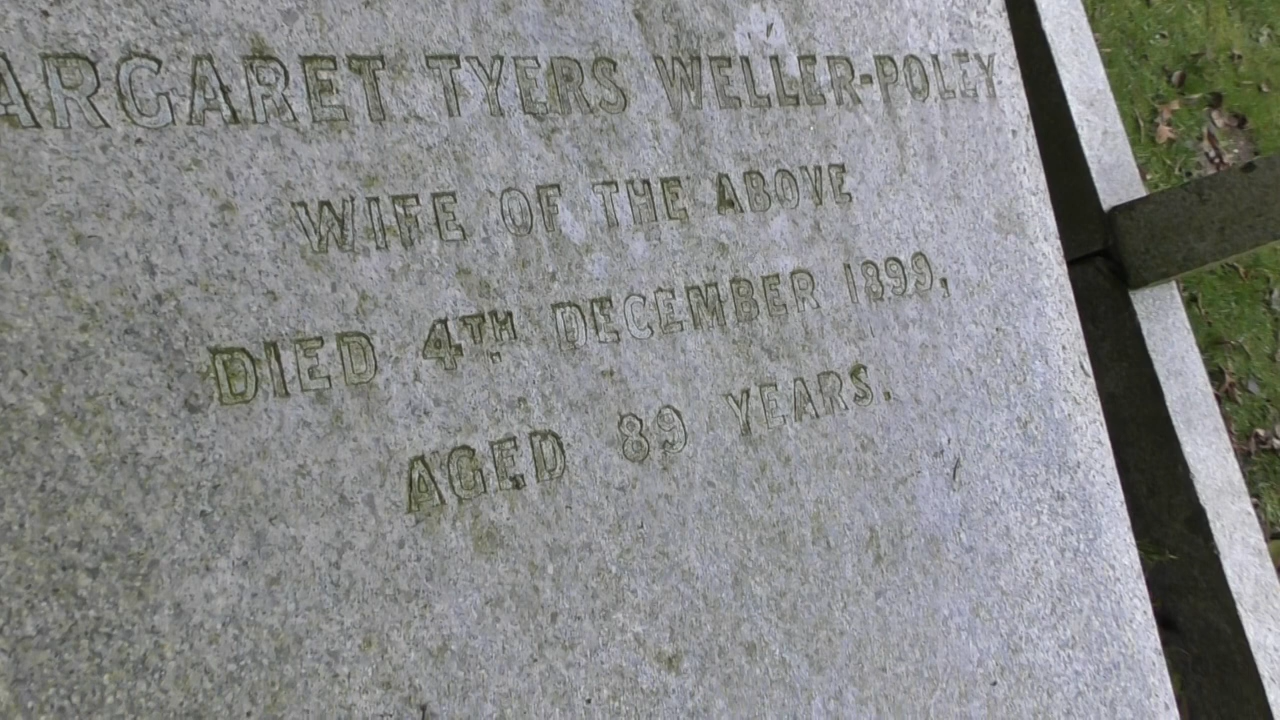 ARGARET TYERS WELLER-POLEY
WIFE OF THE ABOVE
DIED 4TH DECEMBER 1899,
AGED 89 YEARS.